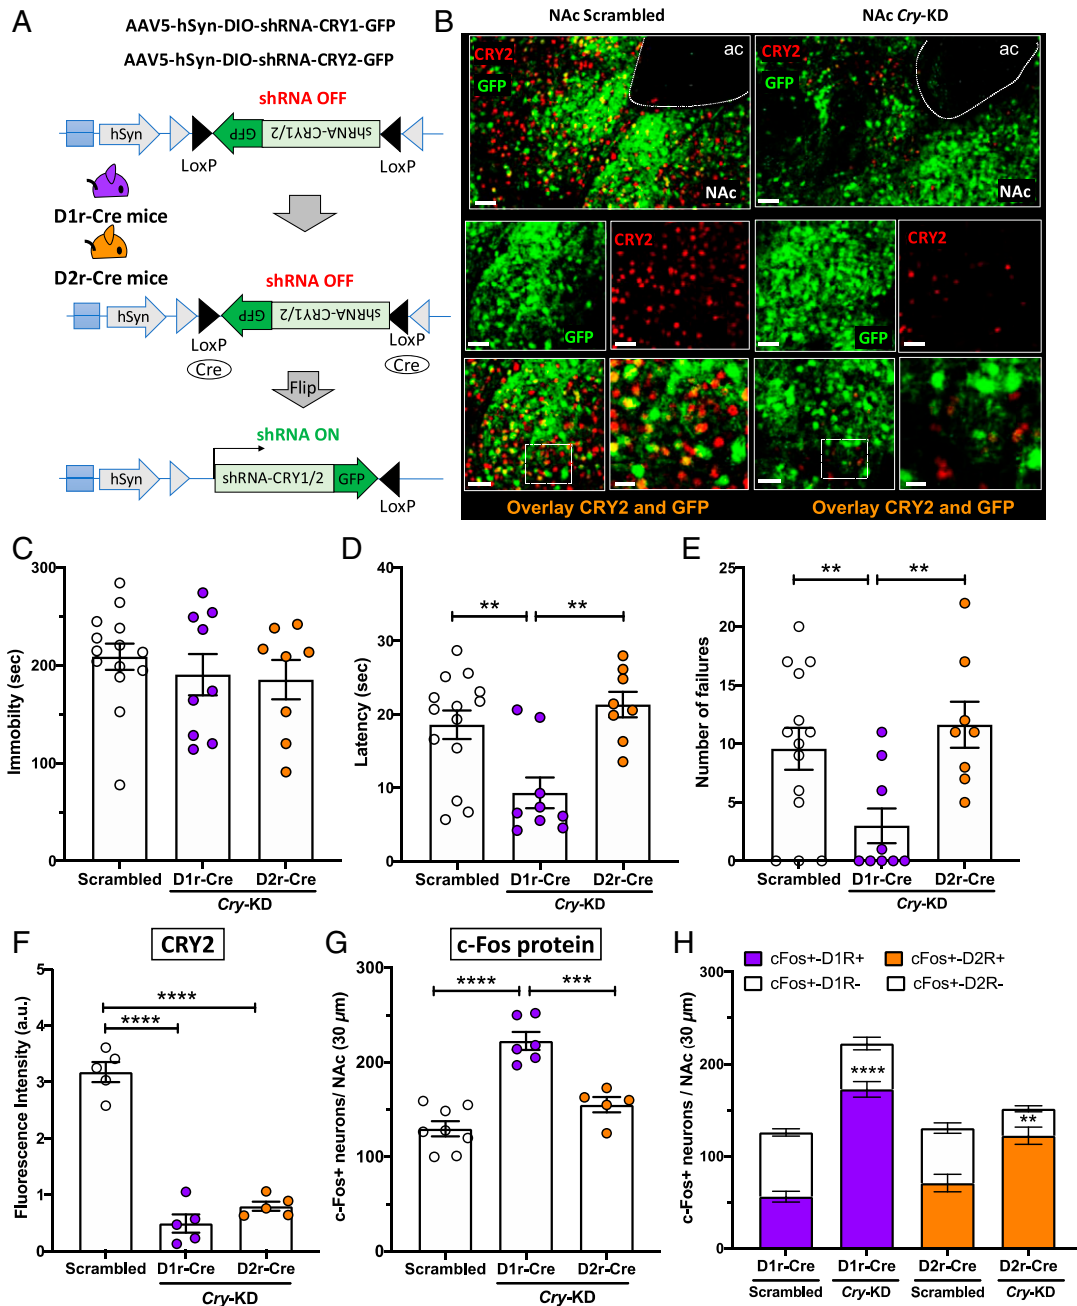 A
AAV5-hSyn-DIO-shRNA-CRY1-GFP
AAV5-hSyn-DIO-shRNA-CRY2-GFP
shRNA OFF
hSyn
GFP
shRNA-CRY1/2
LoxP
LoxP
D1r-Cre mice
D2r-Cre mice
shRNA OFF
hSyn
GFP
shRNA-CRY1/2
LoxP
LoxP
Cre
Cre
Flip
shRNA ON
hSyn
shRNA-CRY1/2
GFP
LoxP
B
NAc Scrambled
NAc Cry-KD
CRY2
GFP
ac
NAc
CRY2
GFP
ac
NAc
GFP
CRY2
GFP
CRY2
Overlay CRY2 and GFP
Overlay CRY2 and GFP
C
Immobility (sec)
300
200
100
0
Scrambled
D1r-Cre
D2r-Cre
Cry-KD
D
Latency (sec)
40
30
20
10
0
**
**
Scrambled
D1r-Cre
D2r-Cre
Cry-KD
E
Number of failures
25
20
15
10
5
0
**
**
Scrambled
D1r-Cre
D2r-Cre
Cry-KD
F
CRY2
Fluorescence Intensity (a.u.)
5
4
3
2
1
0
****
****
Scrambled
D1r-Cre
D2r-Cre
Cry-KD
G
c-Fos protein
c-Fos+ neurons/ NAc (30 µm)
300
200
100
0
****
***
Scrambled
D1r-Cre
D2r-Cre
Cry-KD
H
cFos+-D1R+
cFos+-D2R+
cFos+-D1R-
cFos+-D2R-
c-Fos+ neurons / NAc (30 µm)
300
200
100
0
****
**
D1r-Cre
D1r-Cre
D2r-Cre
D2r-Cre
Scrambled
Cry-KD
Scrambled
Cry-KD